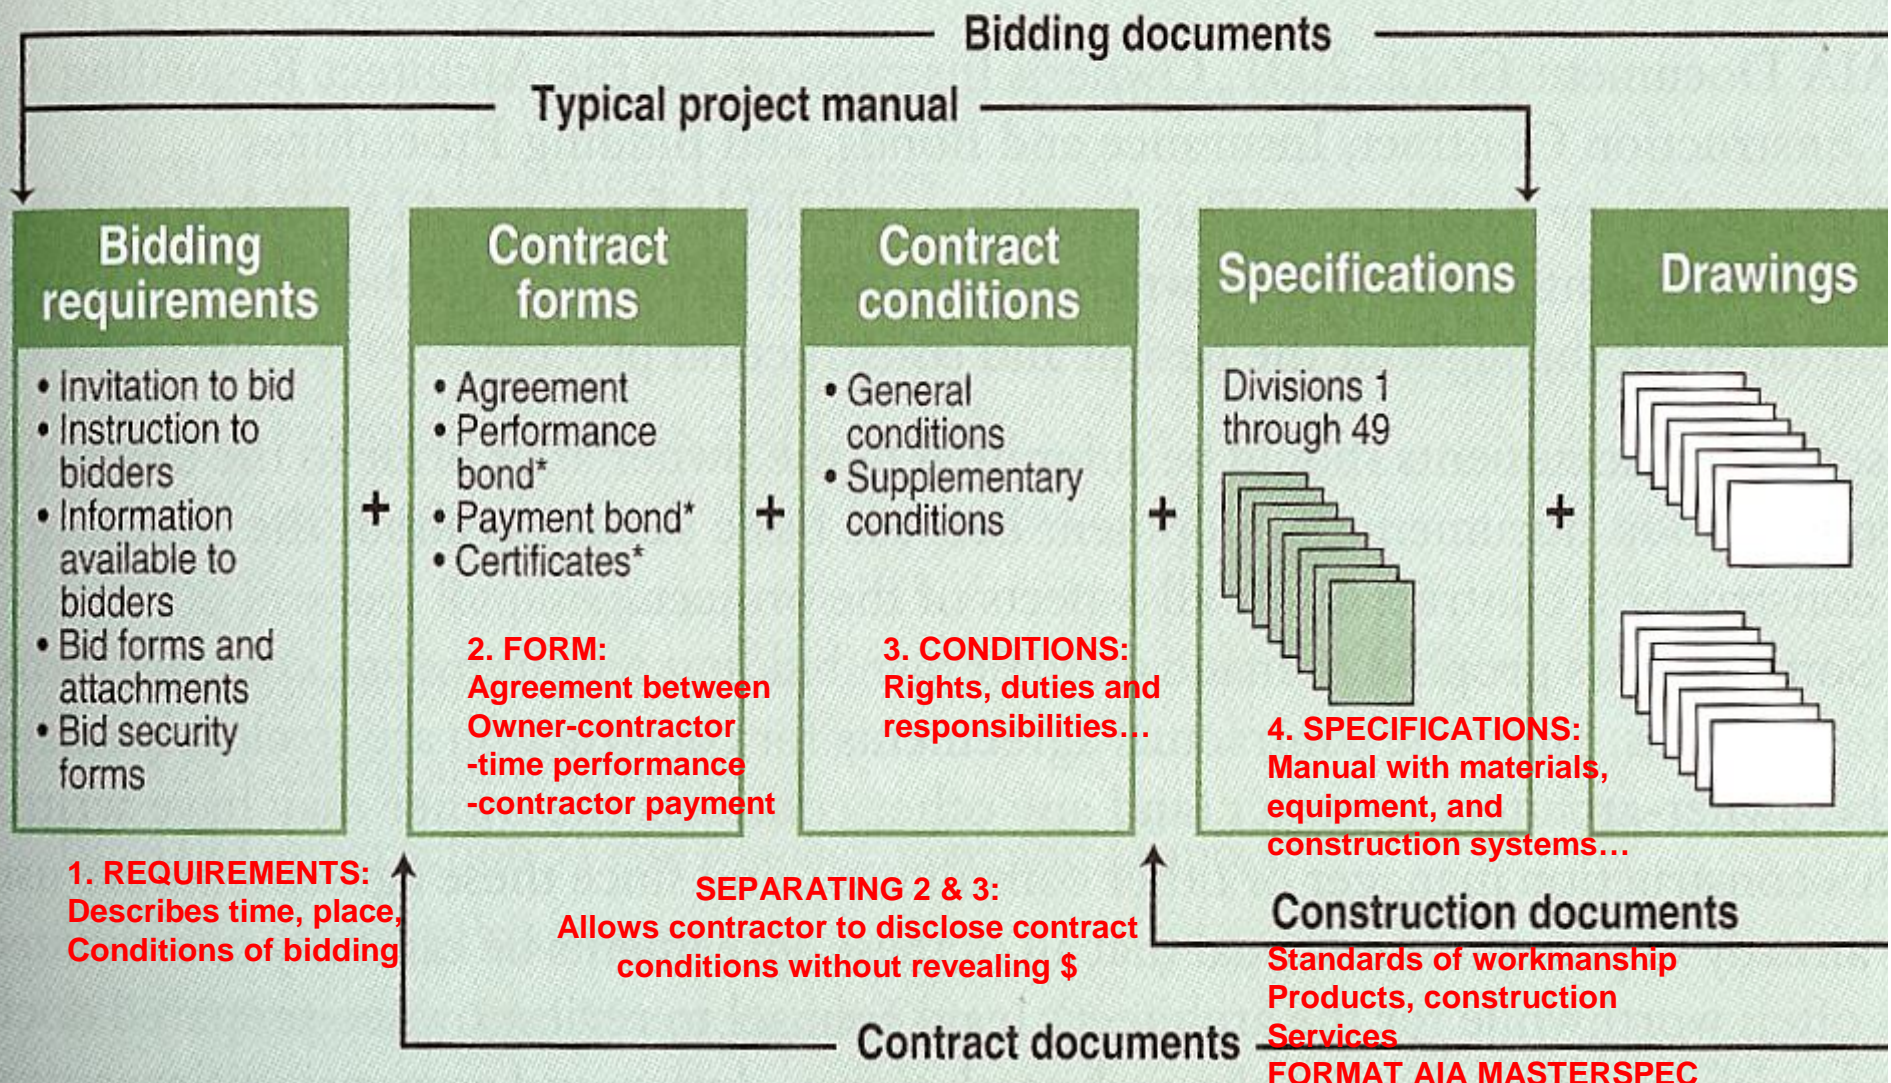 Bidding documents
Typical project manual
Bidding
requirements
• Invitation to bid
• Instruction to
bidders
• Information
available to
bidders
• Bid forms and
attachments
• Bid security
forms
+
Contract
forms
• Agreement
• Performance
bond*
• Payment bond*
• Certificates*
+
Contract
conditions
• General
conditions
• Supplementary
conditions
+
Specifications
Divisions 1
through 49
+
Drawings
1. REQUIREMENTS:
Describes time, place,
Conditions of bidding
2. FORM:
Agreement between
Owner-contractor
-time performance
-contractor payment
3. CONDITIONS:
Rights, duties and
responsibilities…
4. SPECIFICATIONS:
Manual with materials,
equipment, and
construction systems…
SEPARATING 2 & 3:
Allows contractor to disclose contract
conditions without revealing $
Construction documents
Standards of workmanship
Products, construction
Services
FORMAT AIA MASTERSPEC
Contract documents